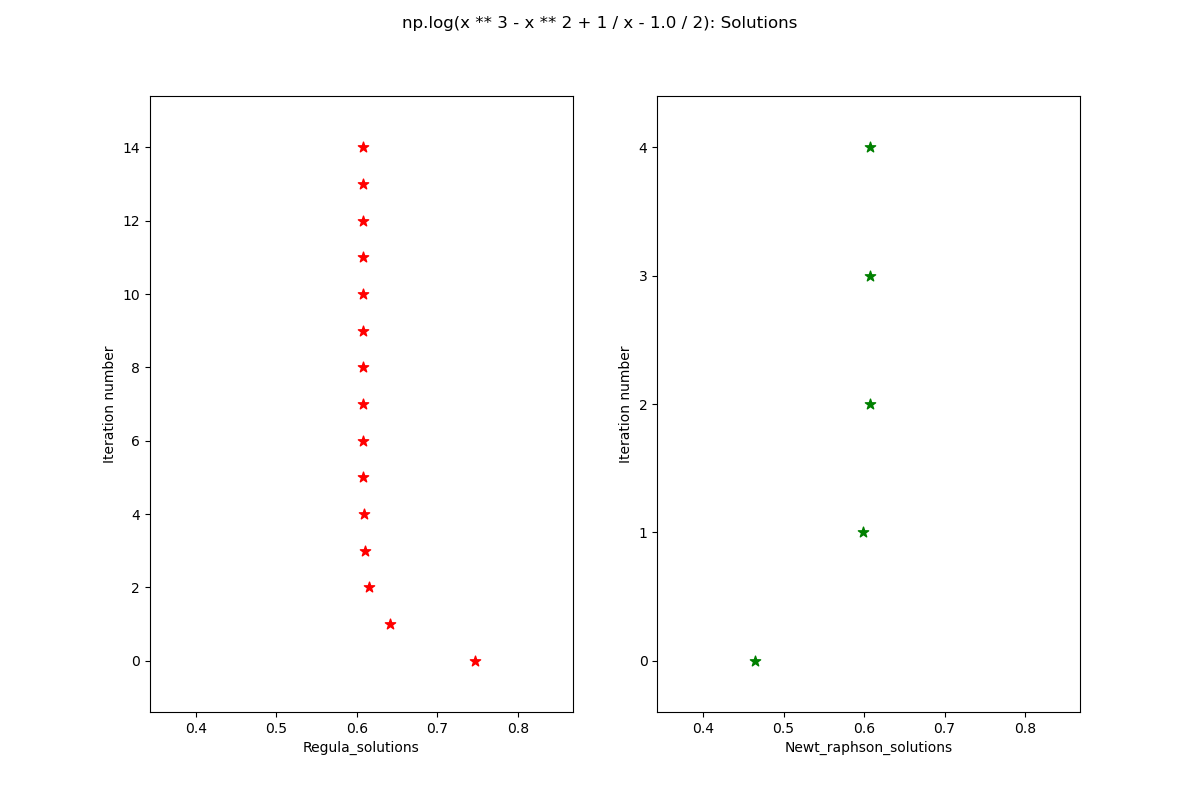 np.log(x ** 3 - x ** 2 + 1 / x - 1.0 / 2): Solutions
Iteration number
14
12
10
8
6
4
2
0
0.4 0.5 0.6 0.7 0.8
Regula_solutions
Iteration number
4
3
2
1
0
0.4 0.5 0.6 0.7 0.8
Newt_raphson_solutions